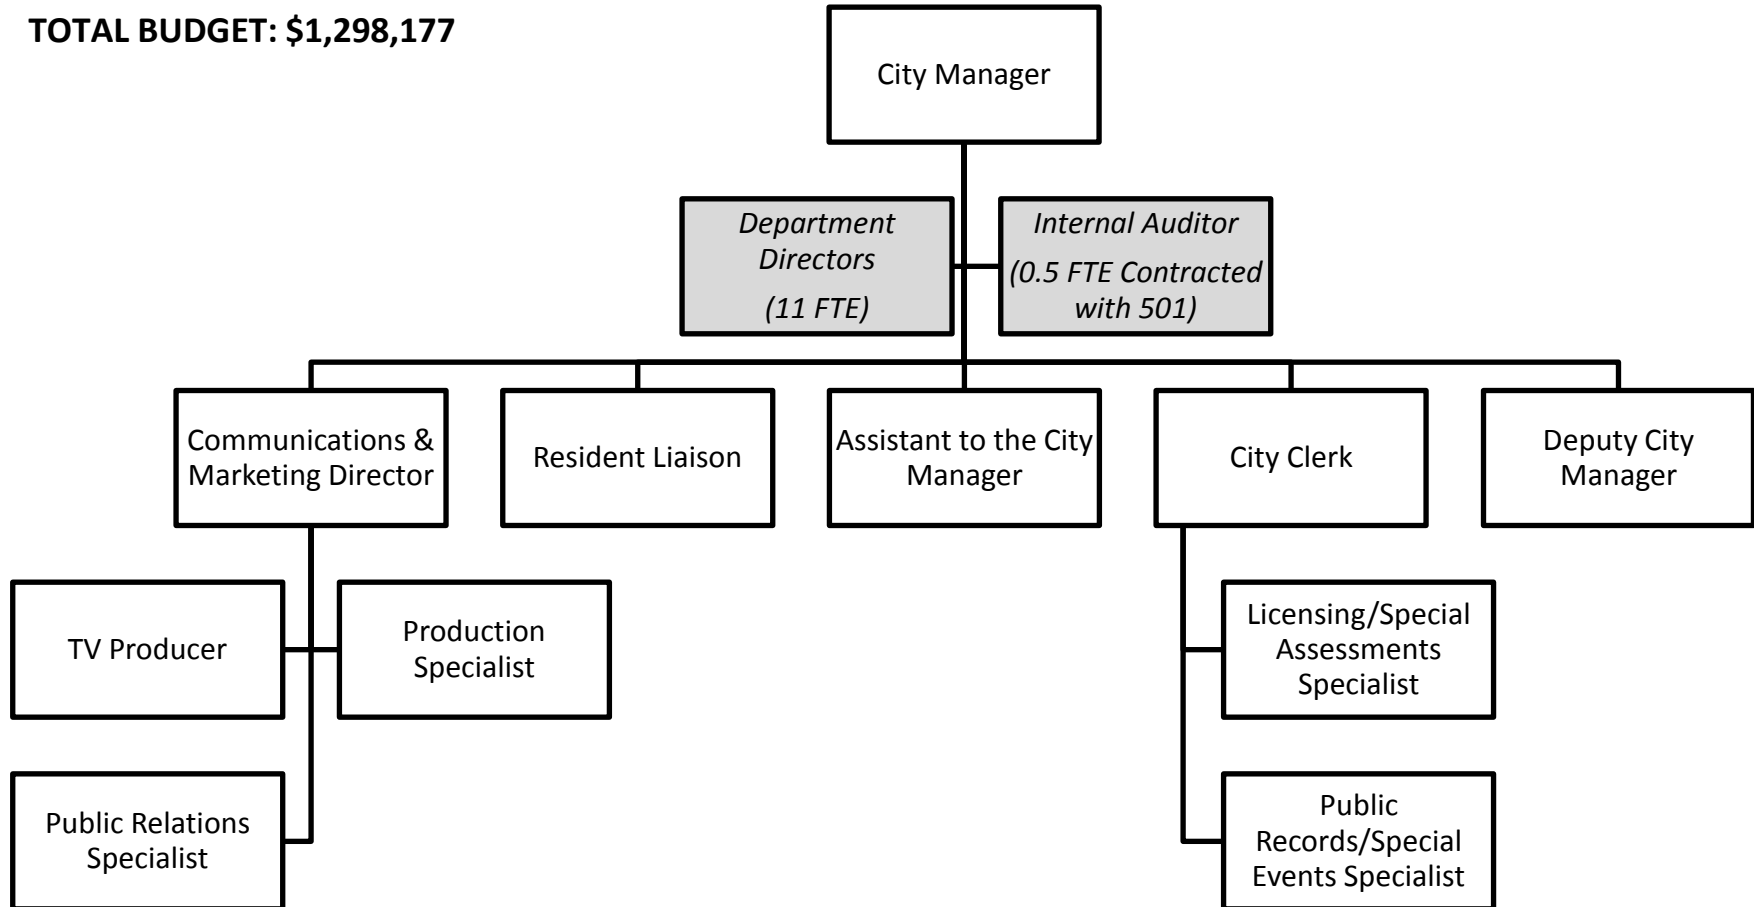 TOTAL BUDGET: $1,298,177
City Manager
Department
Directors
(11 FTE)
Internal Auditor
(0.5 FTE Contracted
with 501)
Communications &
Marketing Director
Resident Liaison
Assistant to the City
Manager
City Clerk
Deputy City
Manager
TV Producer
Production
Specialist
Licensing/Special
Assessments
Specialist
Public Relations
Specialist
Public
Records/Special
Events Specialist